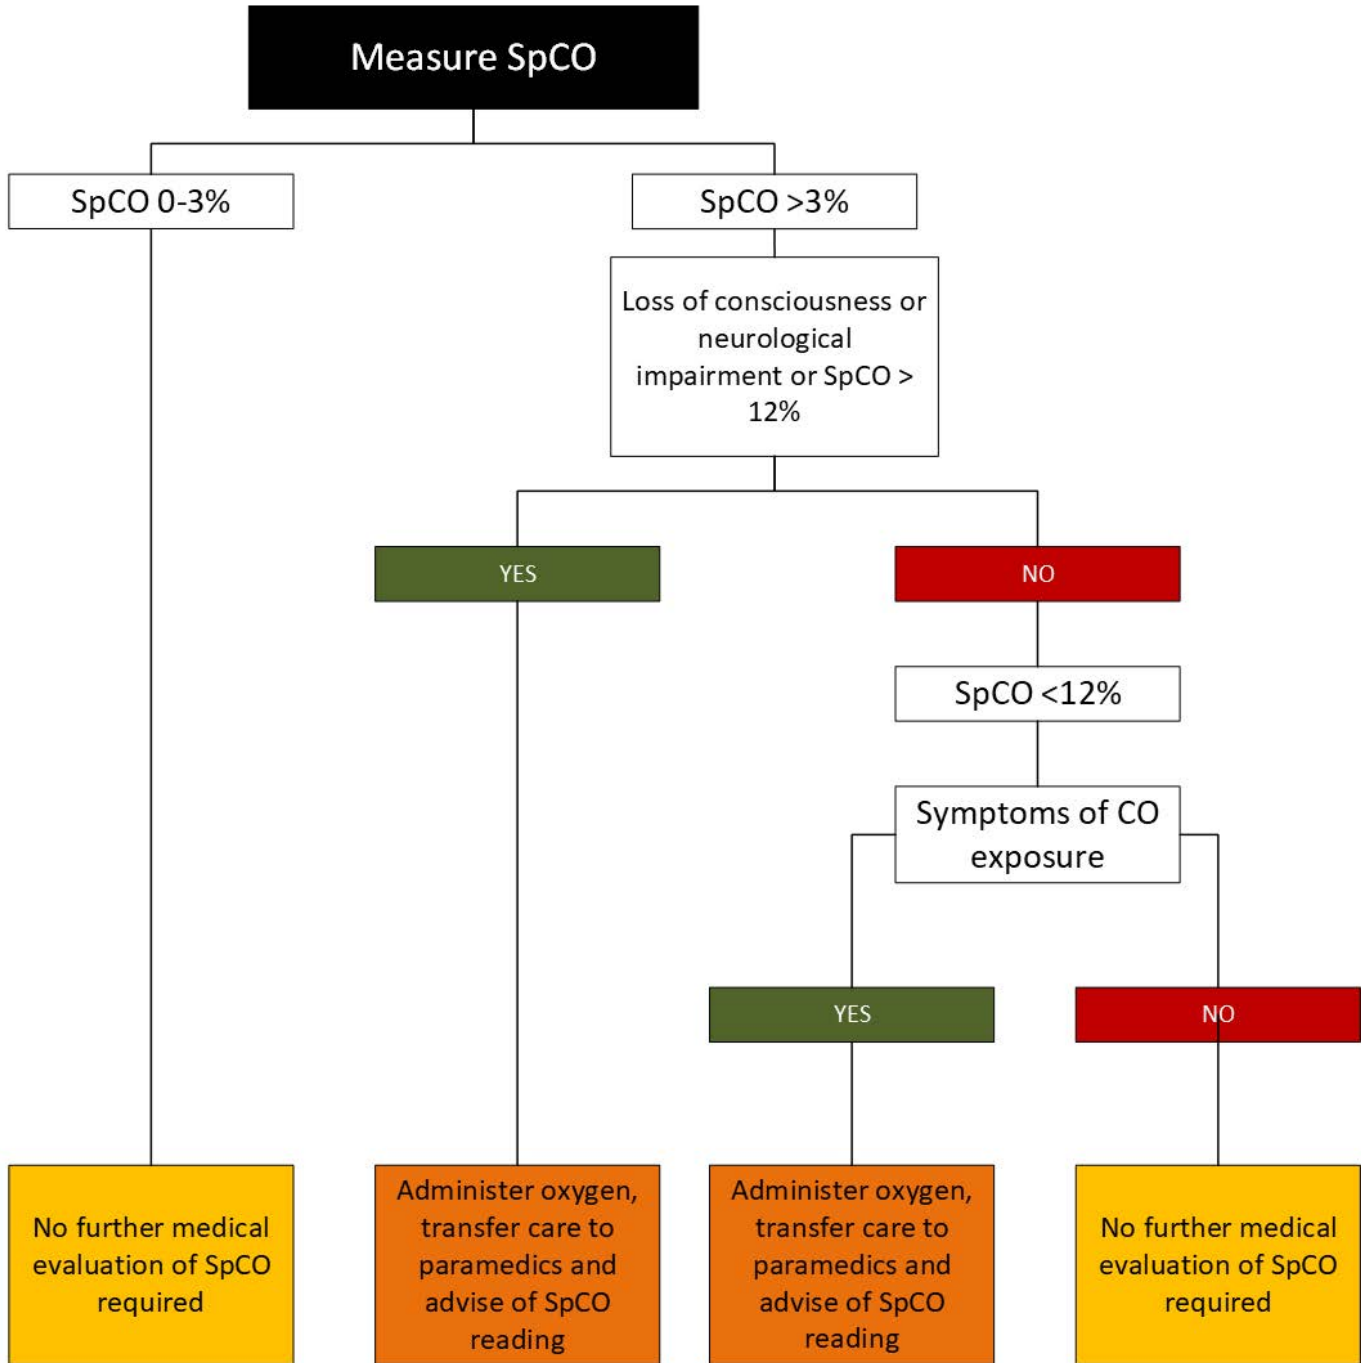 Measure SpCO
SpCO 0-3%
SpCO >3%
Loss of consciousness or
neurological
impairment or SpCO >
12%
YES
NO
SpCO <12%
Symptoms of CO
exposure
YES
NO
No further medical
evaluation of SpCO
required
Administer oxygen,
transfer care to
paramedics and
advise of SpCO
reading
Administer oxygen,
transfer care to
paramedics and
advise of SpCO
reading
No further medical
evaluation of SpCO
required